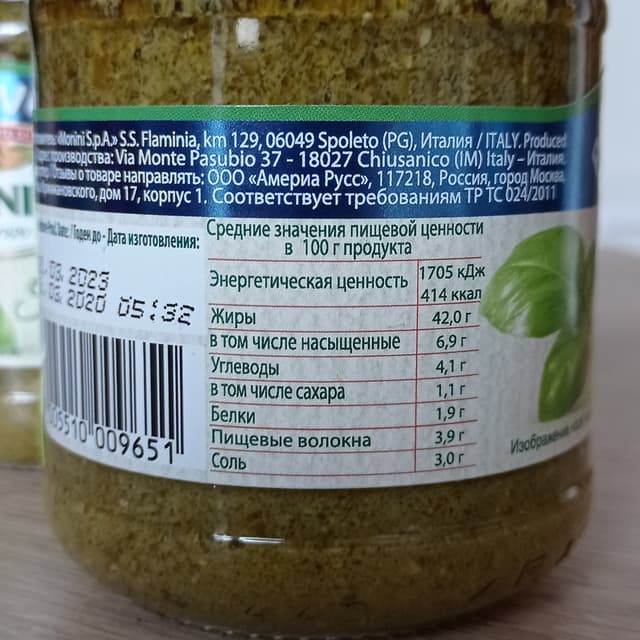 «Monini S.p.A.» S.S. Flaminia, km 129, 06049 Spoleto (PG), Италия / ITALY. Produced
производства: Via Monte Pasubio 37 - 18027 Chiusanico (IM) Italy – Италия.
Отзывы о товаре направлять: ООО «Америа Русс», 117218, Россия, город Москва,
дом 17, корпус 1. Соответствует требованиям ТР ТС 024/2011
Годен до - Дата изготовления:
03.2023
2020 05:32
Средние значения пищевой ценности
в 100 г продукта
Энергетическая ценность 1705 кДж
414 ккал
Жиры 42,0 г
в том числе насыщенные 6,9 г
Углеводы 4,1 г
в том числе сахара 1,1 г
Белки 1,9 г
Пищевые волокна 3,9 г
Соль 3,0 г
005510 009651
Изображение
NI